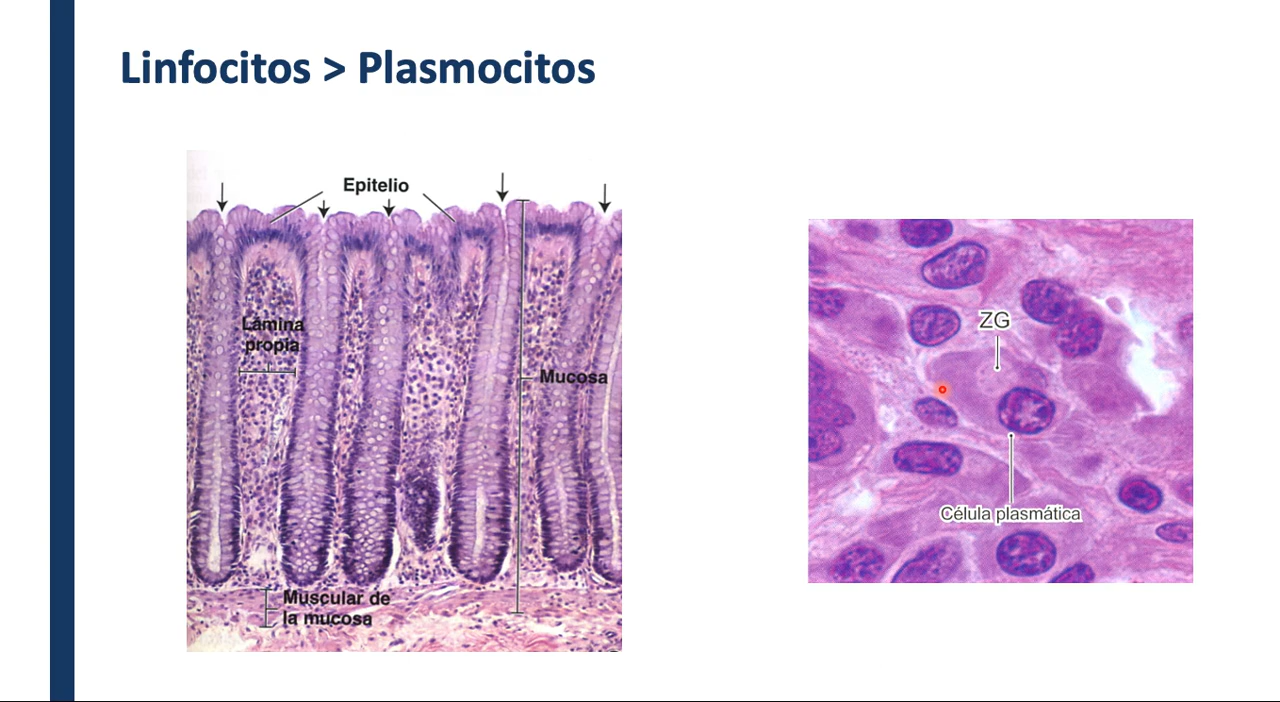 Linfocitos > Plasmocitos
Epitelio
Lámina
propia
Mucosa
Muscular de
la mucosa
ZG
Célula plasmática